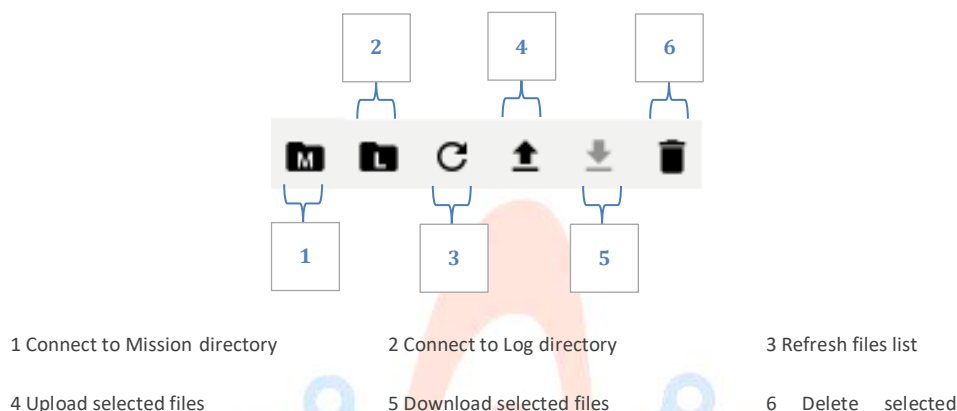 2 4 6
M L
1 3 5
1 Connect to Mission directory 2 Connect to Log directory 3 Refresh files list
4 Upload selected files 5 Download selected files 6 Delete selected